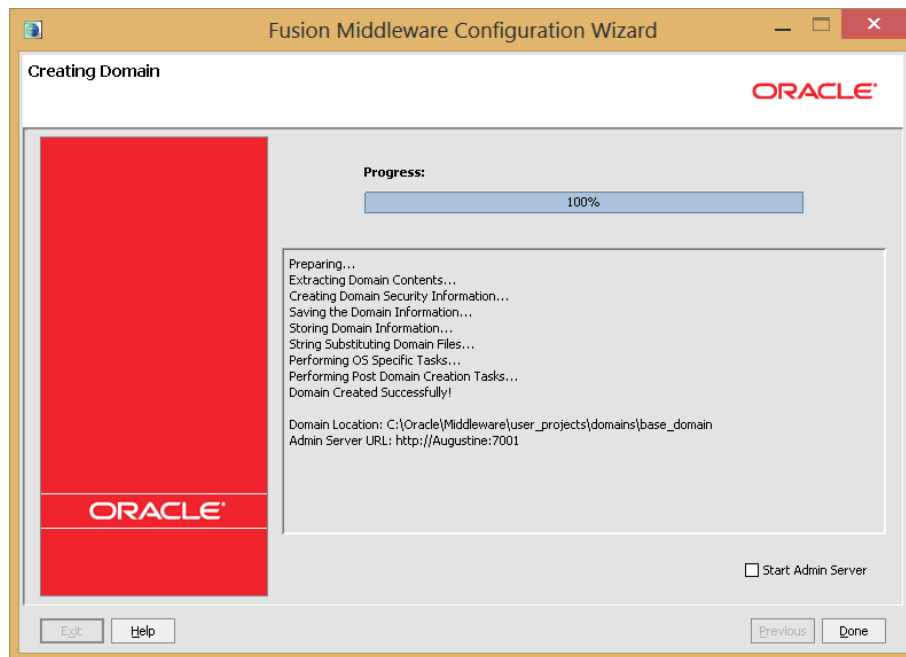 Fusion Middleware Configuration Wizard
Creating Domain
ORACLE
Progress:
100%
Preparing...
Extracting Domain Contents...
Creating Domain Security Information...
Saving the Domain Information...
Storing Domain Information...
String Substituting Domain Files...
Performing OS Specific Tasks...
Performing Post Domain Creation Tasks...
Domain Created Successfully!
Domain Location: C:\Oracle\Middleware\user_projects\domains\base_domain
Admin Server URL: http://Augustine:7001
ORACLE
Start Admin Server
Exit Help Previous Done